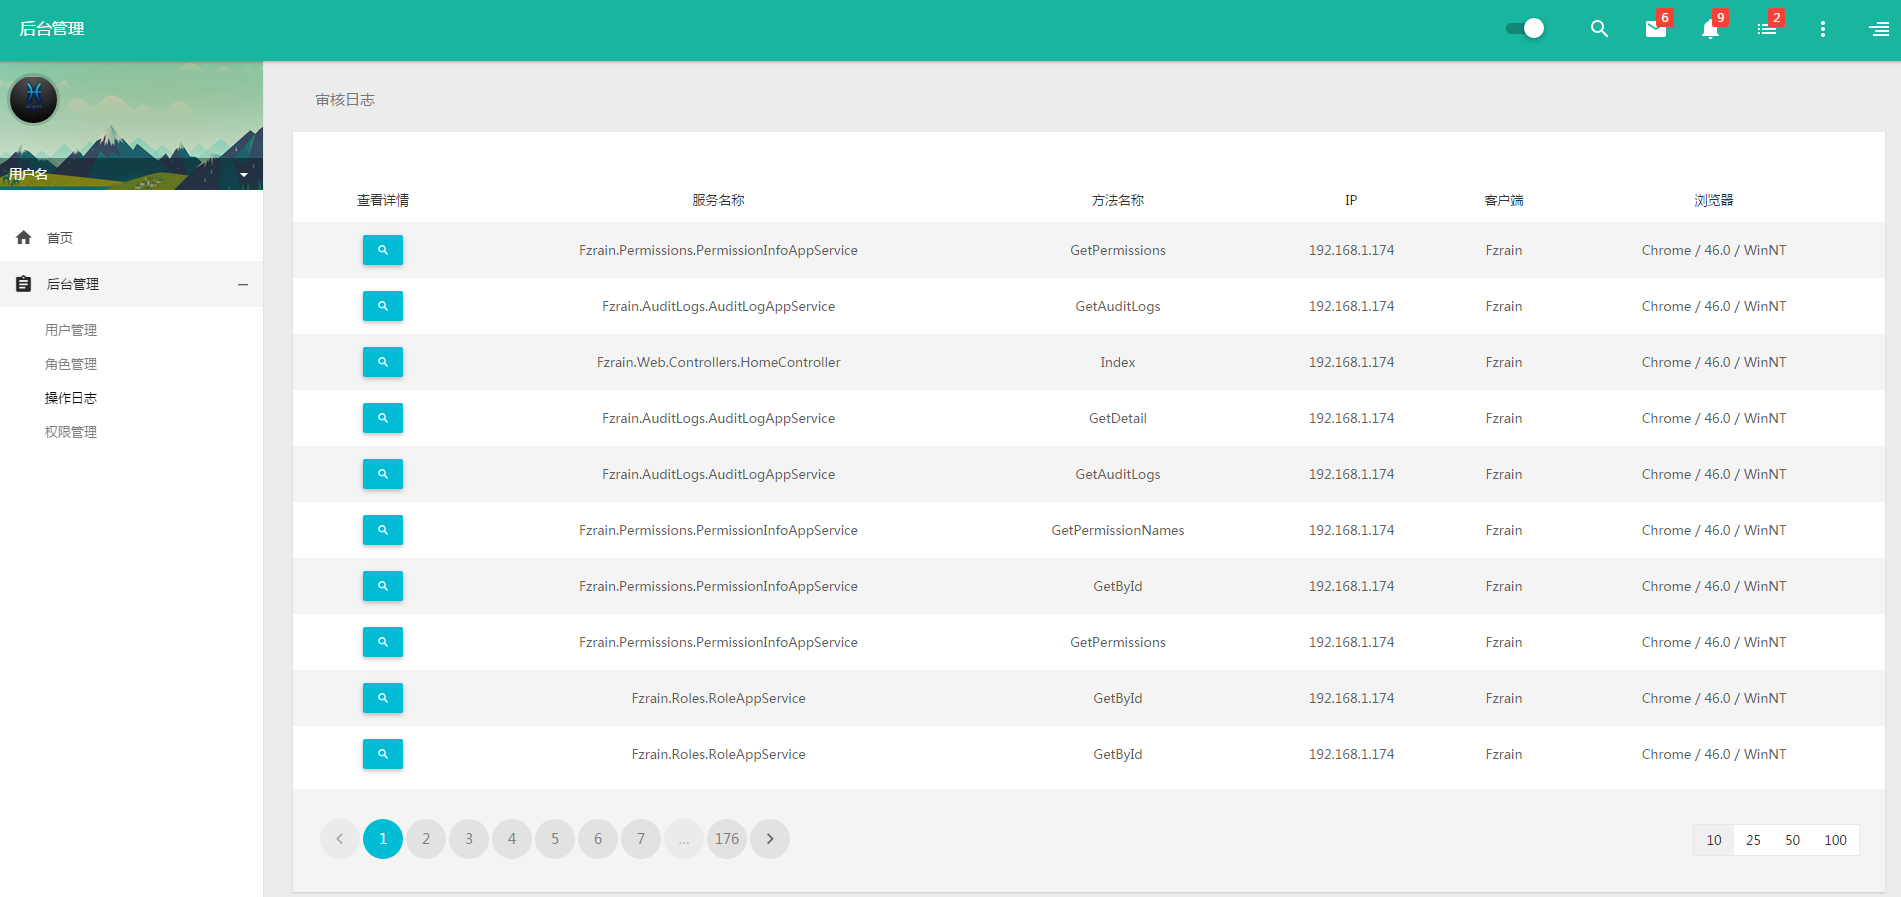 后台管理
6
9
2
用户名
首页
后台管理
用户管理
角色管理
操作日志
权限管理
审核日志
查看详情 服务名称 方法名称 IP 客户端 浏览器
Fzrain.Permissions.PermissionInfoAppService GetPermissions 192.168.1.174 Fzrain Chrome / 46.0 / WinNT
Fzrain.AuditLogs.AuditLogAppService GetAuditLogs 192.168.1.174 Fzrain Chrome / 46.0 / WinNT
Fzrain.Web.Controllers.HomeController Index 192.168.1.174 Fzrain Chrome / 46.0 / WinNT
Fzrain.AuditLogs.AuditLogAppService GetDetail 192.168.1.174 Fzrain Chrome / 46.0 / WinNT
Fzrain.AuditLogs.AuditLogAppService GetAuditLogs 192.168.1.174 Fzrain Chrome / 46.0 / WinNT
Fzrain.Permissions.PermissionInfoAppService GetPermissionNames 192.168.1.174 Fzrain Chrome / 46.0 / WinNT
Fzrain.Permissions.PermissionInfoAppService GetById 192.168.1.174 Fzrain Chrome / 46.0 / WinNT
Fzrain.Permissions.PermissionInfoAppService GetPermissions 192.168.1.174 Fzrain Chrome / 46.0 / WinNT
Fzrain.Roles.RoleAppService GetById 192.168.1.174 Fzrain Chrome / 46.0 / WinNT
Fzrain.Roles.RoleAppService GetById 192.168.1.174 Fzrain Chrome / 46.0 / WinNT
1 2 3 4 5 6 7 ... 176
10 25 50 100